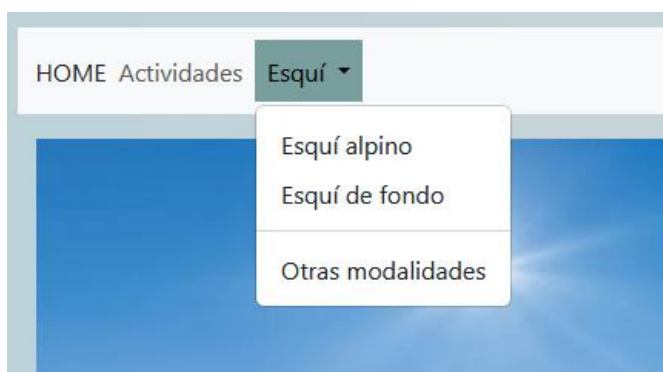 HOME Actividades Esquí
Esquí alpino
Esquí de fondo
Otras modalidades